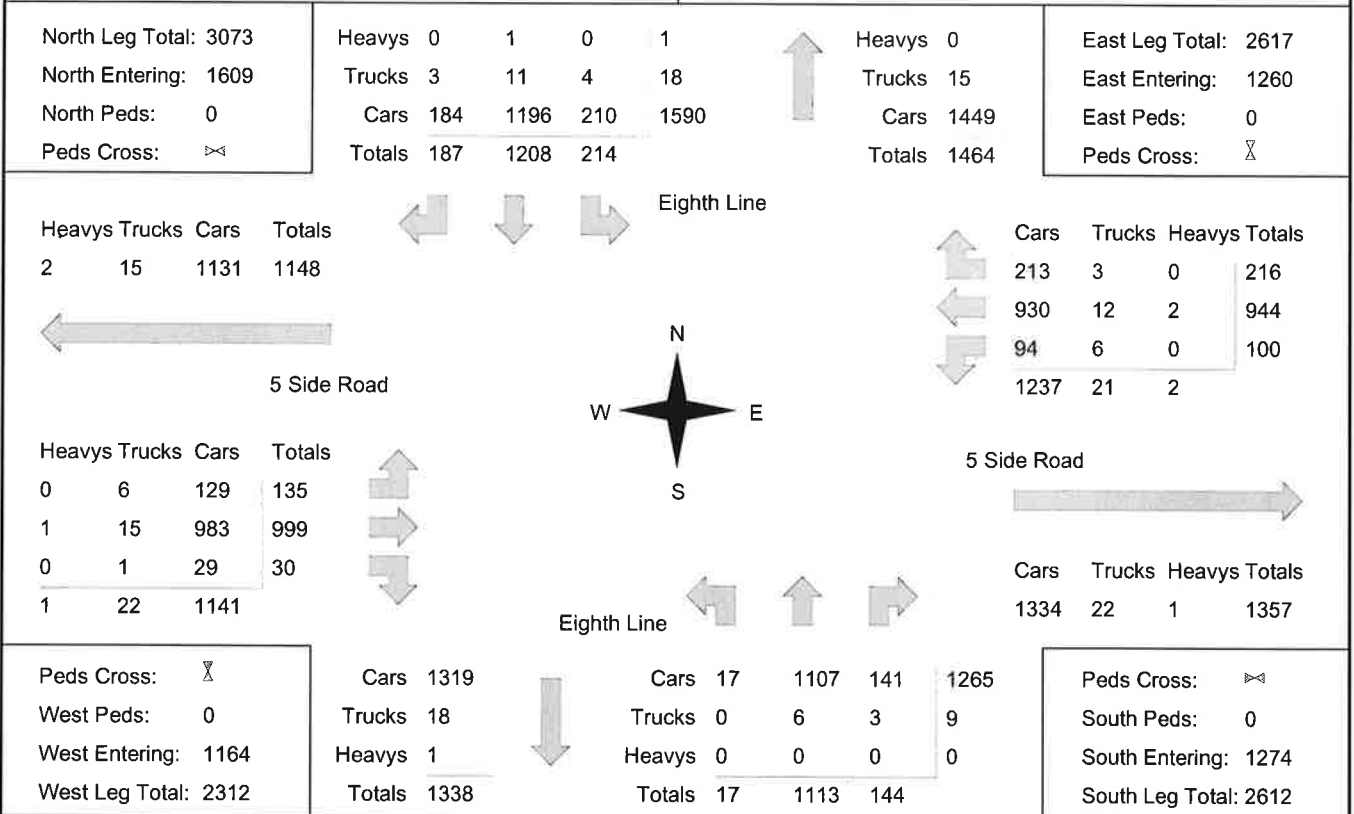 North Leg Total: 3073
North Entering: 1609
North Peds: 0
Peds Cross:
Heavys 0 1 0 1
Trucks 3 11 4 18
Cars 184 1196 210 1590
Totals 187 1208 214
Heavys 0
Trucks 15
Cars 1449
Totals 1464
East Leg Total: 2617
East Entering: 1260
East Peds: 0
Peds Cross:
Eighth Line
Heavys Trucks Cars Totals
2 15 1131 1148
Cars Trucks Heavys Totals
213 3 0 216
930 12 2 944
94 6 0 100
1237 21 2
5 Side Road
N
W E
S
Heavys Trucks Cars Totals
0 6 129 135
1 15 983 999
0 1 29 30
1 22 1141
5 Side Road
Cars Trucks Heavys Totals
1334 22 1 1357
Eighth Line
Peds Cross:
West Peds: 0
West Entering: 1164
West Leg Total: 2312
Cars 1319
Trucks 18
Heavys 1
Totals 1338
Cars 17 1107 141 1265
Trucks 0 6 3 9
Heavys 0 0 0 0
Totals 17 1113 144
Peds Cross:
South Peds: 0
South Entering: 1274
South Leg Total: 2612